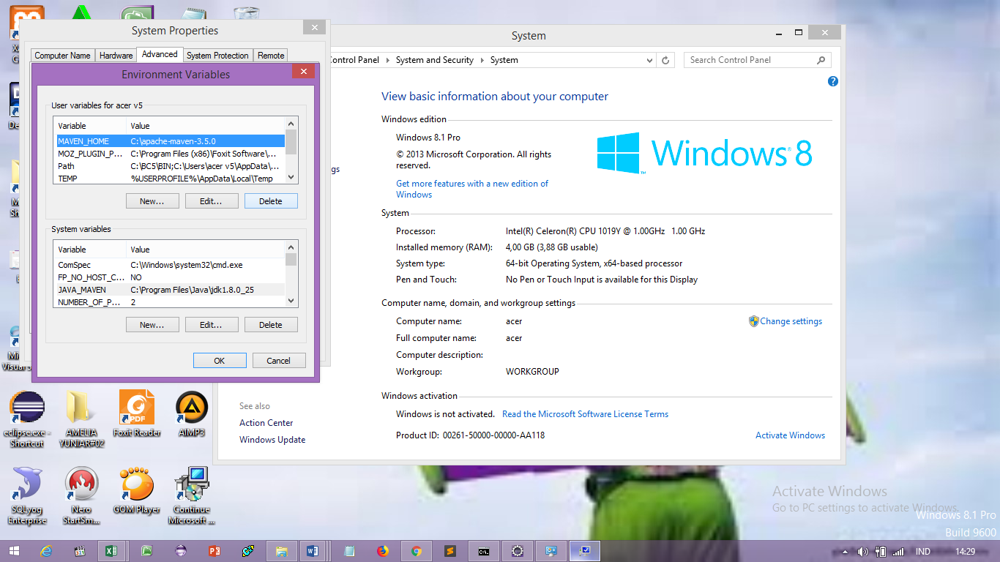 System Properties
Computer Name Hardware Advanced System Protection Remote
Environment Variables
User variables for acer v5
Variable Value
MAVEN_HOME C:\apache-maven-3.5.0
MOZ_PLUGIN_P... C:\Program Files (x86)\Foxit Software\...
Path C:\BC5\BIN;C:\Users\acer v5\AppData\...
TEMP %USERPROFILE%\AppData\Local\Temp
New... Edit... Delete
System variables
Variable Value
ComSpec C:\Windows\system32\cmd.exe
FP_NO_HOST_C... NO
JAVA_MAVEN C:\Program Files\Java\jdk1.8.0_25
NUMBER_OF_P... 2
New... Edit... Delete
OK Cancel
System
Control Panel System and Security System
Search Control Panel
View basic information about your computer
Windows edition
Windows 8.1 Pro
© 2013 Microsoft Corporation. All rights
reserved.
Get more features with a new edition of
Windows
Windows 8
System
Processor: Intel(R) Celeron(R) CPU 1019Y @ 1.00GHz 1.00 GHz
Installed memory (RAM): 4,00 GB (3,88 GB usable)
System type: 64-bit Operating System, x64-based processor
Pen and Touch: No Pen or Touch Input is available for this Display
Computer name, domain, and workgroup settings
Computer name: acer
Change settings
Full computer name: acer
Computer description:
Workgroup: WORKGROUP
Windows activation
Windows is not activated. Read the Microsoft Software License Terms
Product ID: 00261-50000-00000-AA118
Activate Windows
See also
Action Center
Windows Update
eclipse.exe -
Shortcut
AMELIA
YUNIAR#02
Foxit Reader
AIMP3
SQLyog
Enterprise
Nero
StartSm...
GOM Player
Continue
Microsoft ...
Activate Windows
Go to PC settings to activate Windows.
Windows 8.1 Pro
Build 9600
IND 14:29